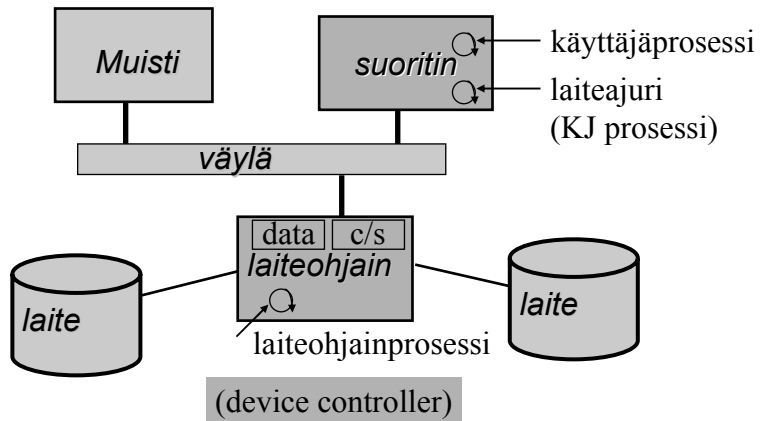 Muisti
suoritin
käyttäjäprosessi
laiteajuri
(KJ prosessi)
väylä
data
c/s
laiteohjain
laite
laite
laiteohjainprosessi
(device controller)